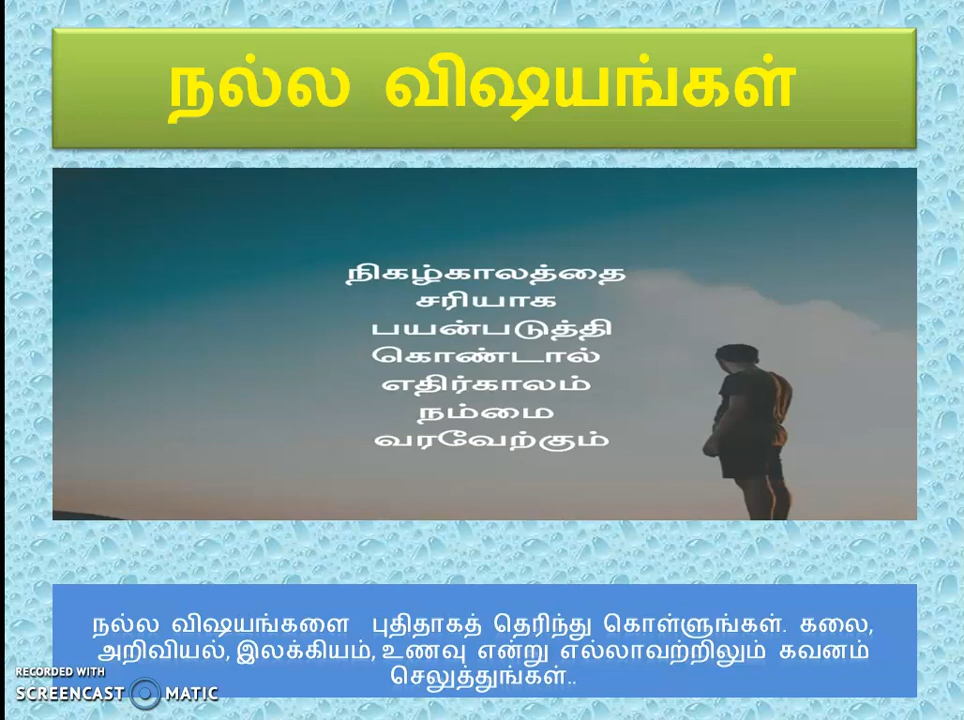 நல்ல விஷயங்கள்
நிகழ்காலத்தை
சரியாக
பயன்படுத்தி
கொண்டால்
எதிர்காலம்
நம்மை
வரவேற்கும்
நல்ல விஷயங்களை புதிதாகத் தெரிந்து கொள்ளுங்கள். கலை,
அறிவியல், இலக்கியம், உணவு என்று எல்லாவற்றிலும் கவனம்
செலுத்துங்கள்..
RECORDED WITH
SCREENCAST MATIC